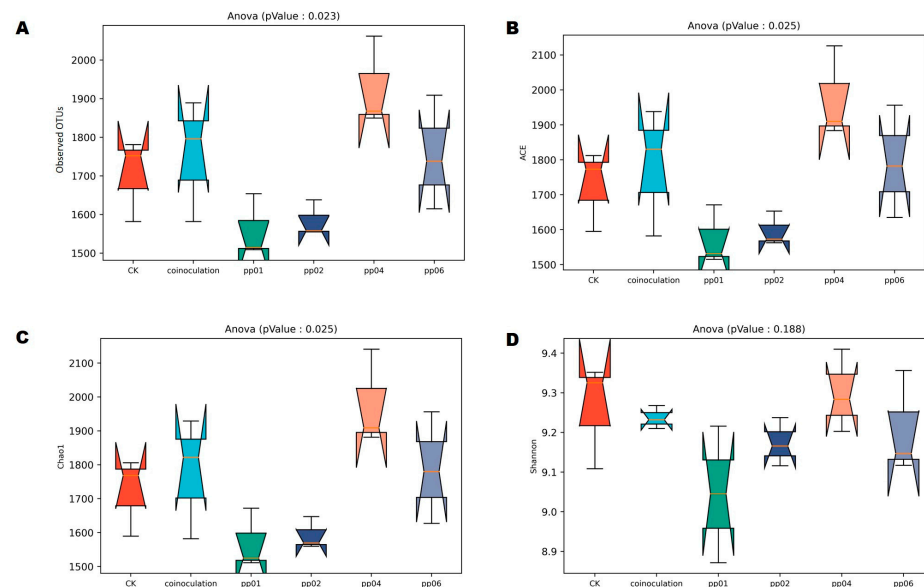 A
Anova (pValue : 0.023)
Observed OTUs
2000
1900
1800
1700
1600
1500
CK coinoculation pp01 pp02 pp04 pp06
B
Anova (pValue : 0.025)
ACE
2100
2000
1900
1800
1700
1600
1500
CK coinoculation pp01 pp02 pp04 pp06
C
Anova (pValue : 0.025)
Chao1
2100
2000
1900
1800
1700
1600
1500
CK coinoculation pp01 pp02 pp04 pp06
D
Anova (pValue : 0.188)
Shannon
9.4
9.3
9.2
9.1
9.0
8.9
CK coinoculation pp01 pp02 pp04 pp06